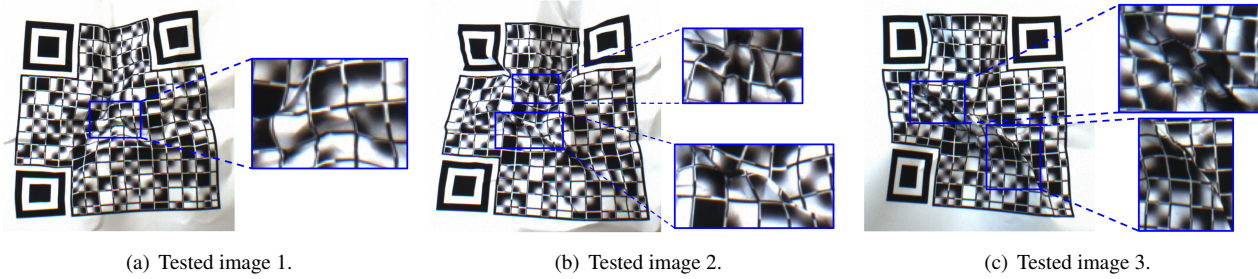 (a) Tested image 1.
(b) Tested image 2.
(c) Tested image 3.